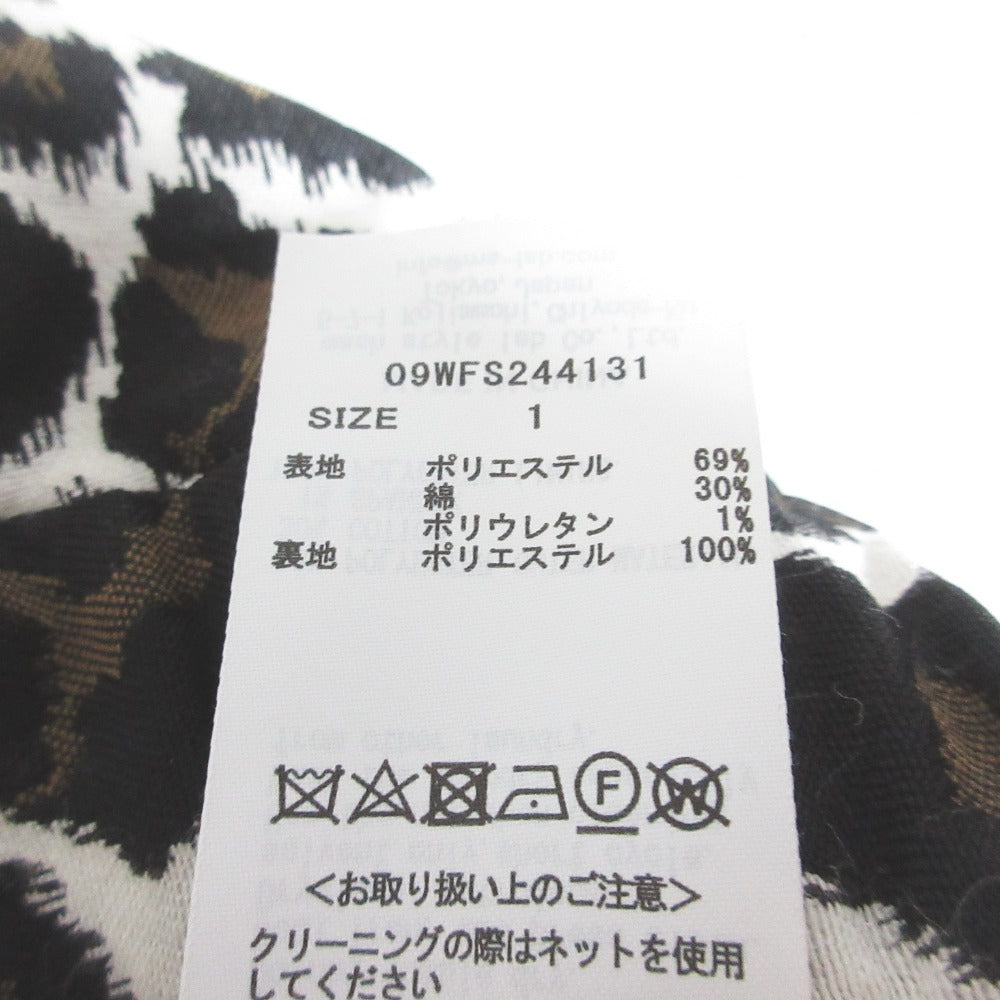 09WFS244131
SIZE 1
表地 ポリエステル 69%
綿 30%
ポリウレタン 1%
裏地 ポリエステル 100%
F
W
<お取り扱い上のご注意>
クリーニングの際はネットを使用
してください